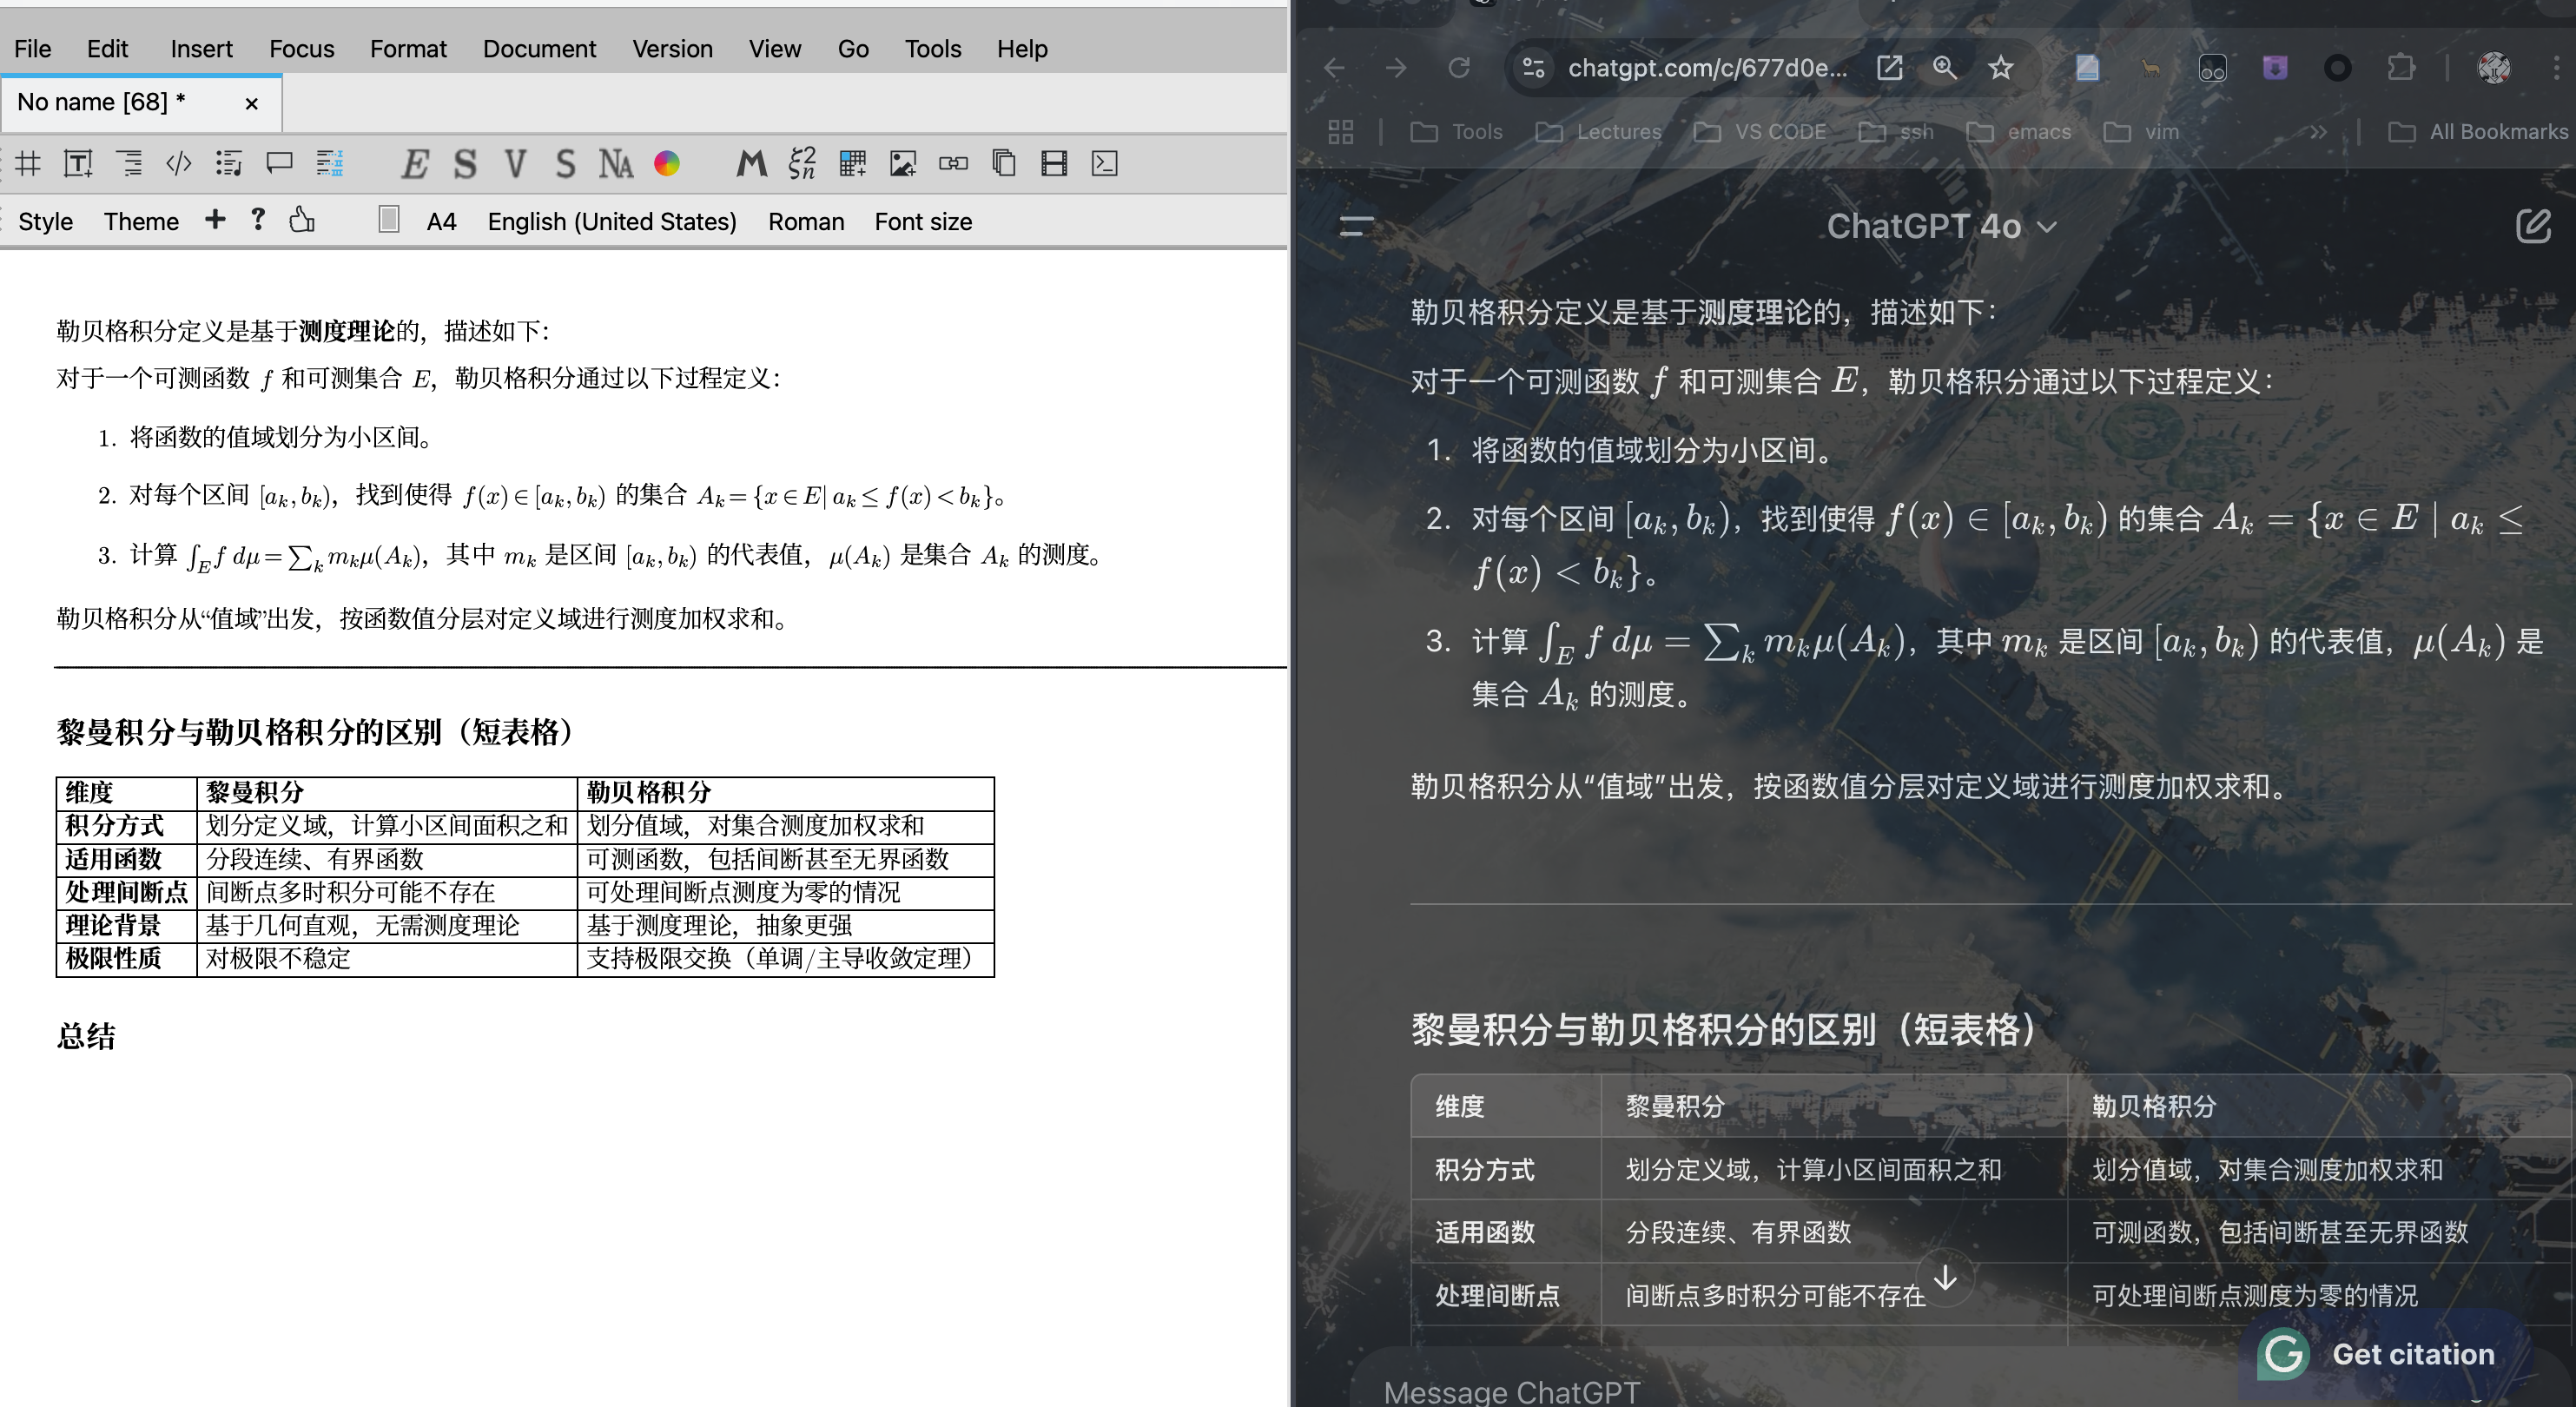 File Edit Insert Focus Format Document Version View Go Tools Help
No name [68] * ×
E S V S NA
Style Theme + ? A4 English (United States) Roman Font size
勒贝格积分定义是基于测度理论的，描述如下：
对于一个可测函数 f 和可测集合 E，勒贝格积分通过以下过程定义：
1. 将函数的值域划分为小区间。
2. 对每个区间 [a_k, b_k)，找到使得 f(x) ∈ [a_k, b_k) 的集合 A_k = {x ∈ E| a_k ≤ f(x) < b_k}。
3. 计算 ∫_E f dμ = ∑_k m_k μ(A_k)，其中 m_k 是区间 [a_k, b_k) 的代表值，μ(A_k) 是集合 A_k 的测度。
勒贝格积分从“值域”出发，按函数值分层对定义域进行测度加权求和。
黎曼积分与勒贝格积分的区别（短表格）
维度 黎曼积分 勒贝格积分
积分方式 划分定义域，计算小区间面积之和 划分值域，对集合测度加权求和
适用函数 分段连续、有界函数 可测函数，包括间断甚至无界函数
处理间断点 间断点多时积分可能不存在 可处理间断点测度为零的情况
理论背景 基于几何直观，无需测度理论 基于测度理论，抽象更强
极限性质 对极限不稳定 支持极限交换（单调/主导收敛定理）
总结
chatgpt.com/c/677d0e...
Tools Lectures VS CODE ssh emacs vim » All Bookmarks
ChatGPT 4o
勒贝格积分定义是基于测度理论的，描述如下：
对于一个可测函数 f 和可测集合 E，勒贝格积分通过以下过程定义：
1. 将函数的值域划分为小区间。
2. 对每个区间 [a_k, b_k)，找到使得 f(x) ∈ [a_k, b_k) 的集合 A_k = {x ∈ E | a_k ≤
f(x) < b_k}。
3. 计算 ∫_E f dμ = ∑_k m_k μ(A_k)，其中 m_k 是区间 [a_k, b_k) 的代表值，μ(A_k) 是
集合 A_k 的测度。
勒贝格积分从“值域”出发，按函数值分层对定义域进行测度加权求和。
黎曼积分与勒贝格积分的区别（短表格）
维度 黎曼积分 勒贝格积分
积分方式 划分定义域，计算小区间面积之和 划分值域，对集合测度加权求和
适用函数 分段连续、有界函数 可测函数，包括间断甚至无界函数
处理间断点 间断点多时积分可能不存在 可处理间断点测度为零的情况
Get citation
Message ChatGPT